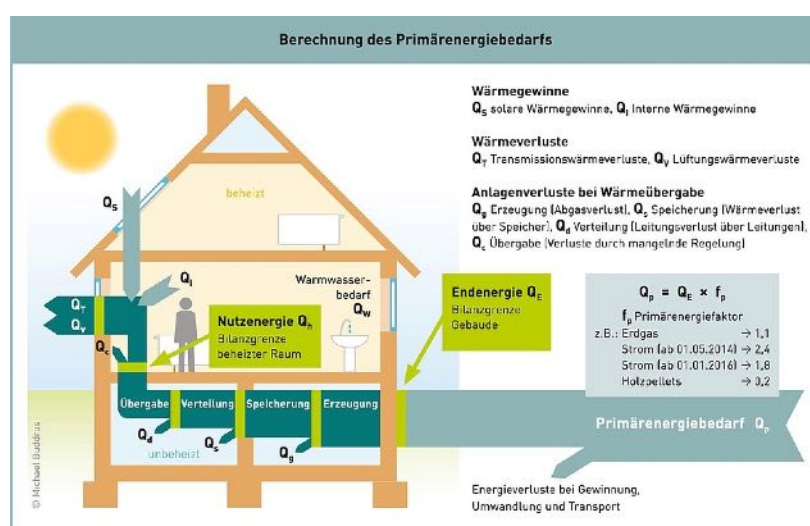 Berechnung des Primärenergiebedarfs
Wärmegewinne
Qs solare Wärmegewinne, QI Interne Wärmegewinne
Wärmeverluste
QT Transmissionswärmeverluste, QV Lüftungswärmeverluste
Anlagenverluste bei Wärmeübergabe
Qg Erzeugung (Abgasverlust), Qs Speicherung (Wärmeverlust
über Speicher), Qd Verteilung (Leitungsverlust über Leitungen),
Qc Übergabe (Verluste durch mangelnde Regelung)
beheizt
Qs
QI
Warmwasser-
bedarf
QW
QT
QV
Qc
Nutzenergie Qh
Bilanzgrenze
beheizter Raum
Endenergie QE
Bilanzgrenze
Gebäude
Qp = QE × fp
fp Primärenergiefaktor
z.B.: Erdgas → 1,1
Strom (ab 01.05.2014) → 2,4
Strom (ab 01.01.2016) → 1,8
Holzpellets → 0,2
Übergabe Verteilung Speicherung Erzeugung
Qd
Qs
Qg
unbeheizt
Primärenergiebedarf Qp
Energieverluste bei Gewinnung,
Umwandlung und Transport
© Michael Buddrus